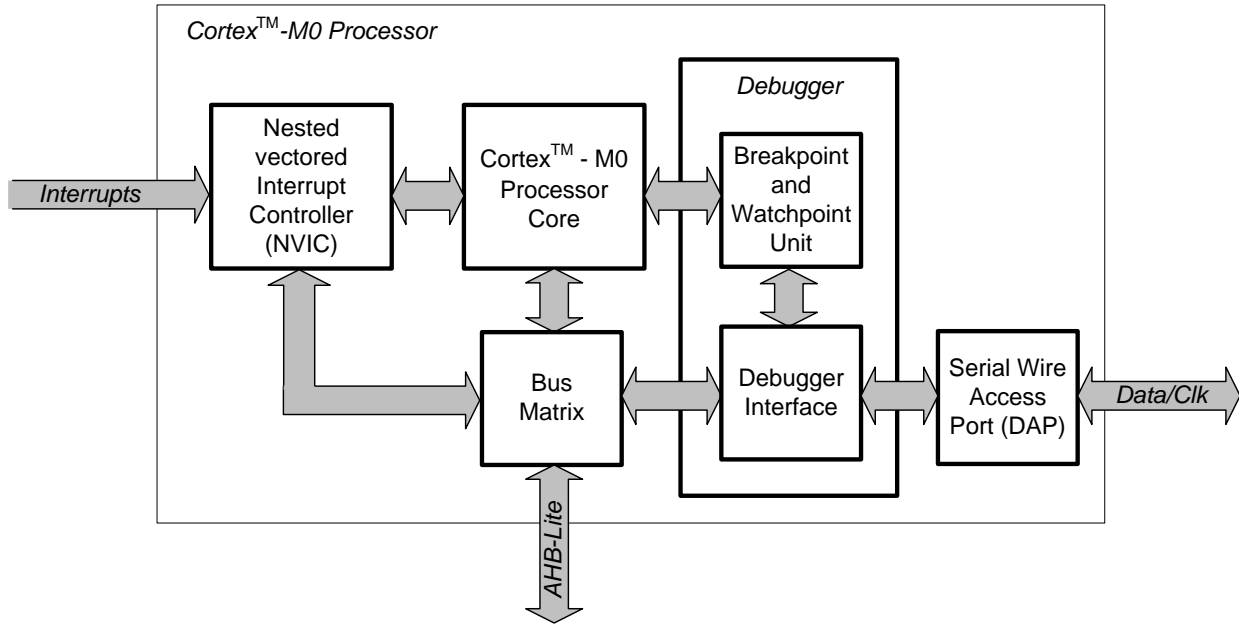 Cortex™-M0 Processor
Debugger
Nested
vectored
Interrupt
Controller
(NVIC)
Cortex™ - M0
Processor
Core
Breakpoint
and
Watchpoint
Unit
Interrupts
Bus
Matrix
Debugger
Interface
Serial Wire
Access
Port (DAP)
Data/Clk
AHB-Lite